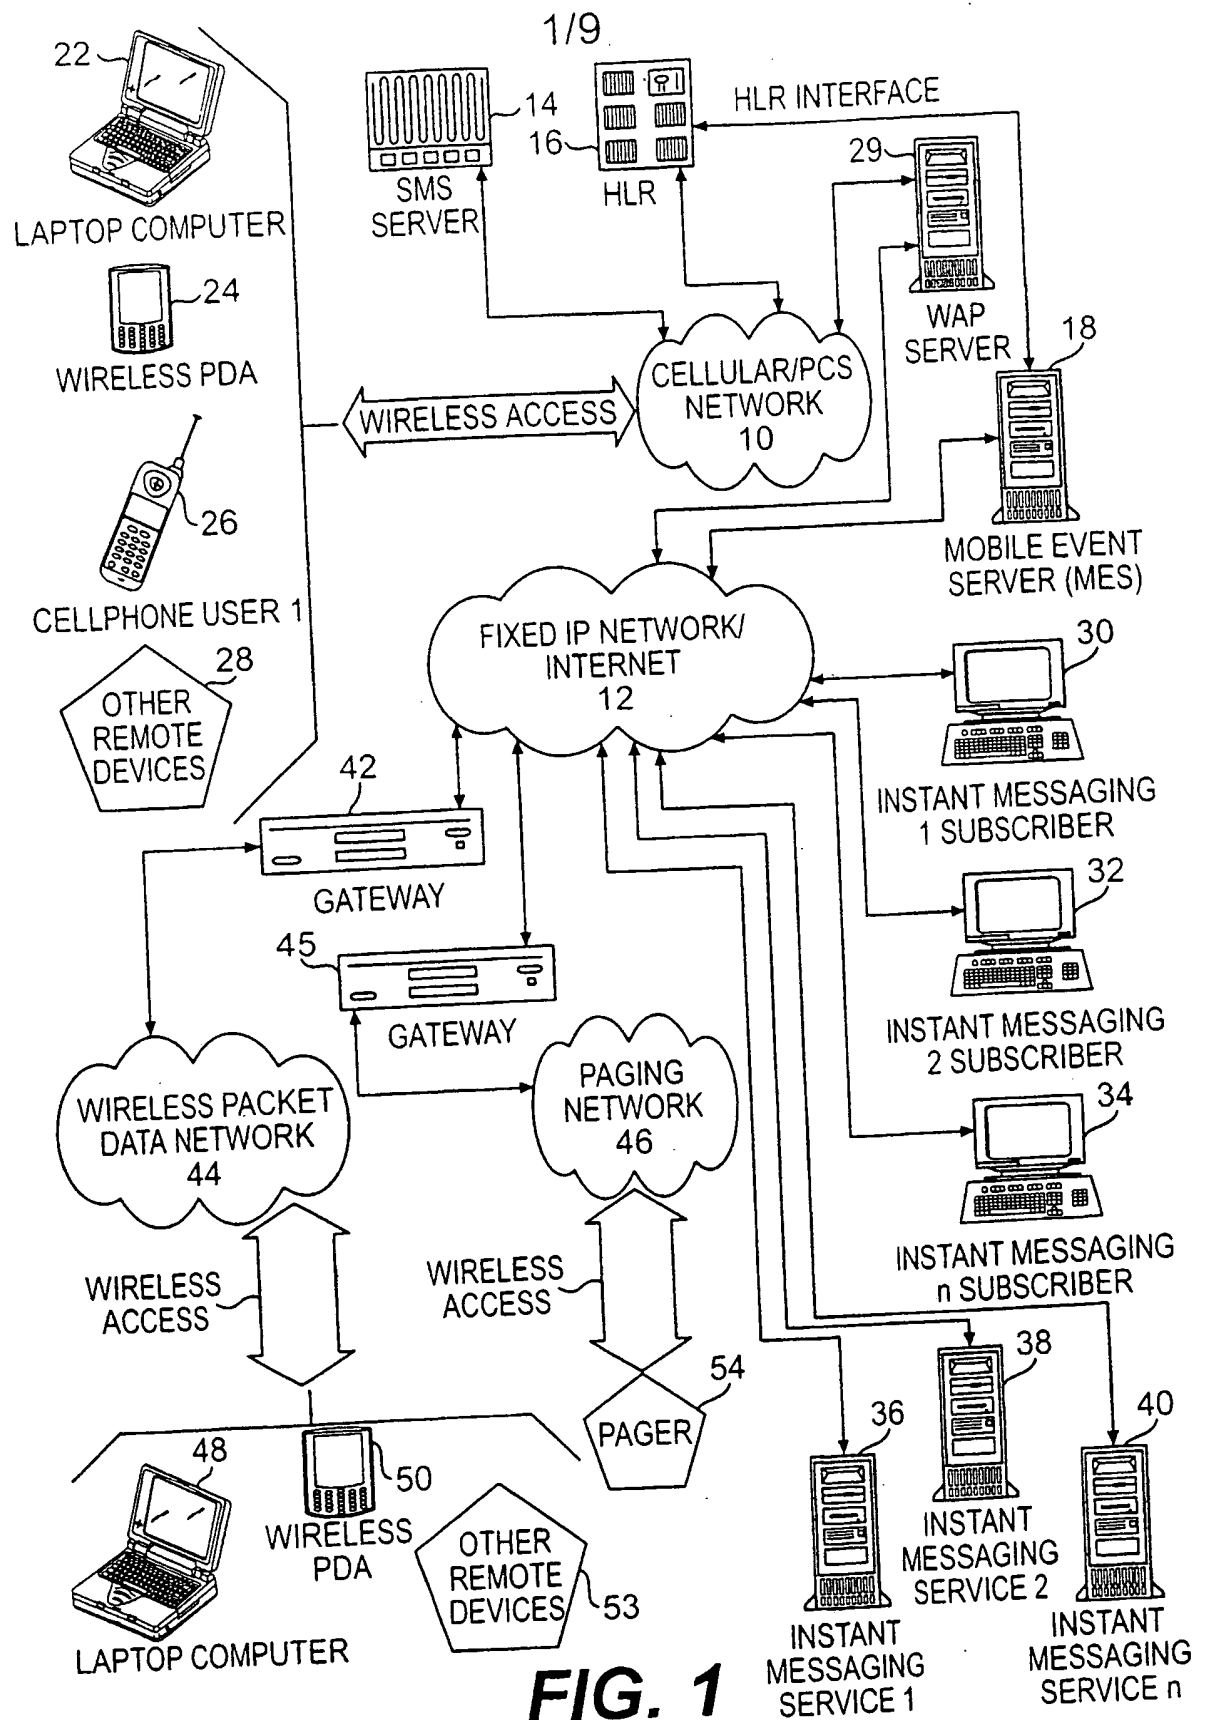 1/9
22
LAPTOP COMPUTER
24
WIRELESS PDA
26
CELLPHONE USER 1
28
OTHER
REMOTE
DEVICES
14
SMS
SERVER
16
HLR
HLR INTERFACE
29
WAP
SERVER
18
MOBILE EVENT
SERVER (MES)
WIRELESS ACCESS
CELLULAR/PCS
NETWORK
10
FIXED IP NETWORK/
INTERNET
12
30
INSTANT MESSAGING
1 SUBSCRIBER
32
INSTANT MESSAGING
2 SUBSCRIBER
34
INSTANT MESSAGING
n SUBSCRIBER
42
GATEWAY
45
GATEWAY
WIRELESS PACKET
DATA NETWORK
44
PAGING
NETWORK
46
WIRELESS
ACCESS
WIRELESS
ACCESS
54
PAGER
48
LAPTOP COMPUTER
50
WIRELESS
PDA
OTHER
REMOTE
DEVICES
53
36
INSTANT
MESSAGING
SERVICE 1
38
INSTANT
MESSAGING
SERVICE 2
40
INSTANT
MESSAGING
SERVICE n
FIG. 1